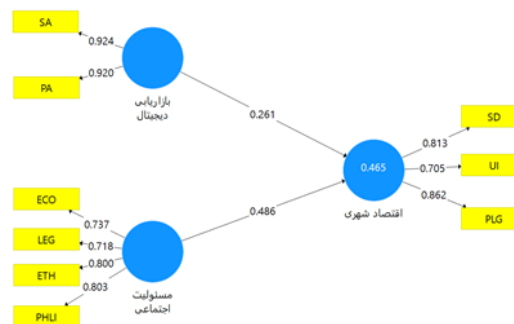 SA
0.924
0.920
PA
بازاریابی
دیجیتال
0.261
SD
0.813
0.465
0.705
UI
0.862
اقتصاد شهری
PLG
ECO
0.737
0.486
LEG
0.718
0.800
ETH
0.803
PHLI
مسئولیت
اجتماعی